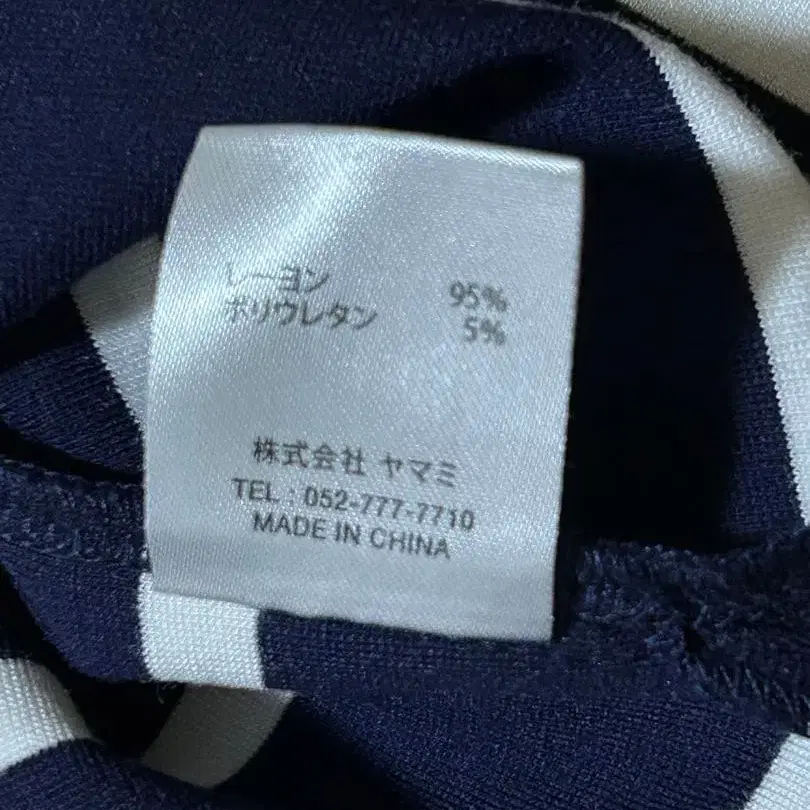 レーヨン 95%
ポリウレタン 5%
株式会社 ヤマミ
TEL : 052-777-7710
MADE IN CHINA